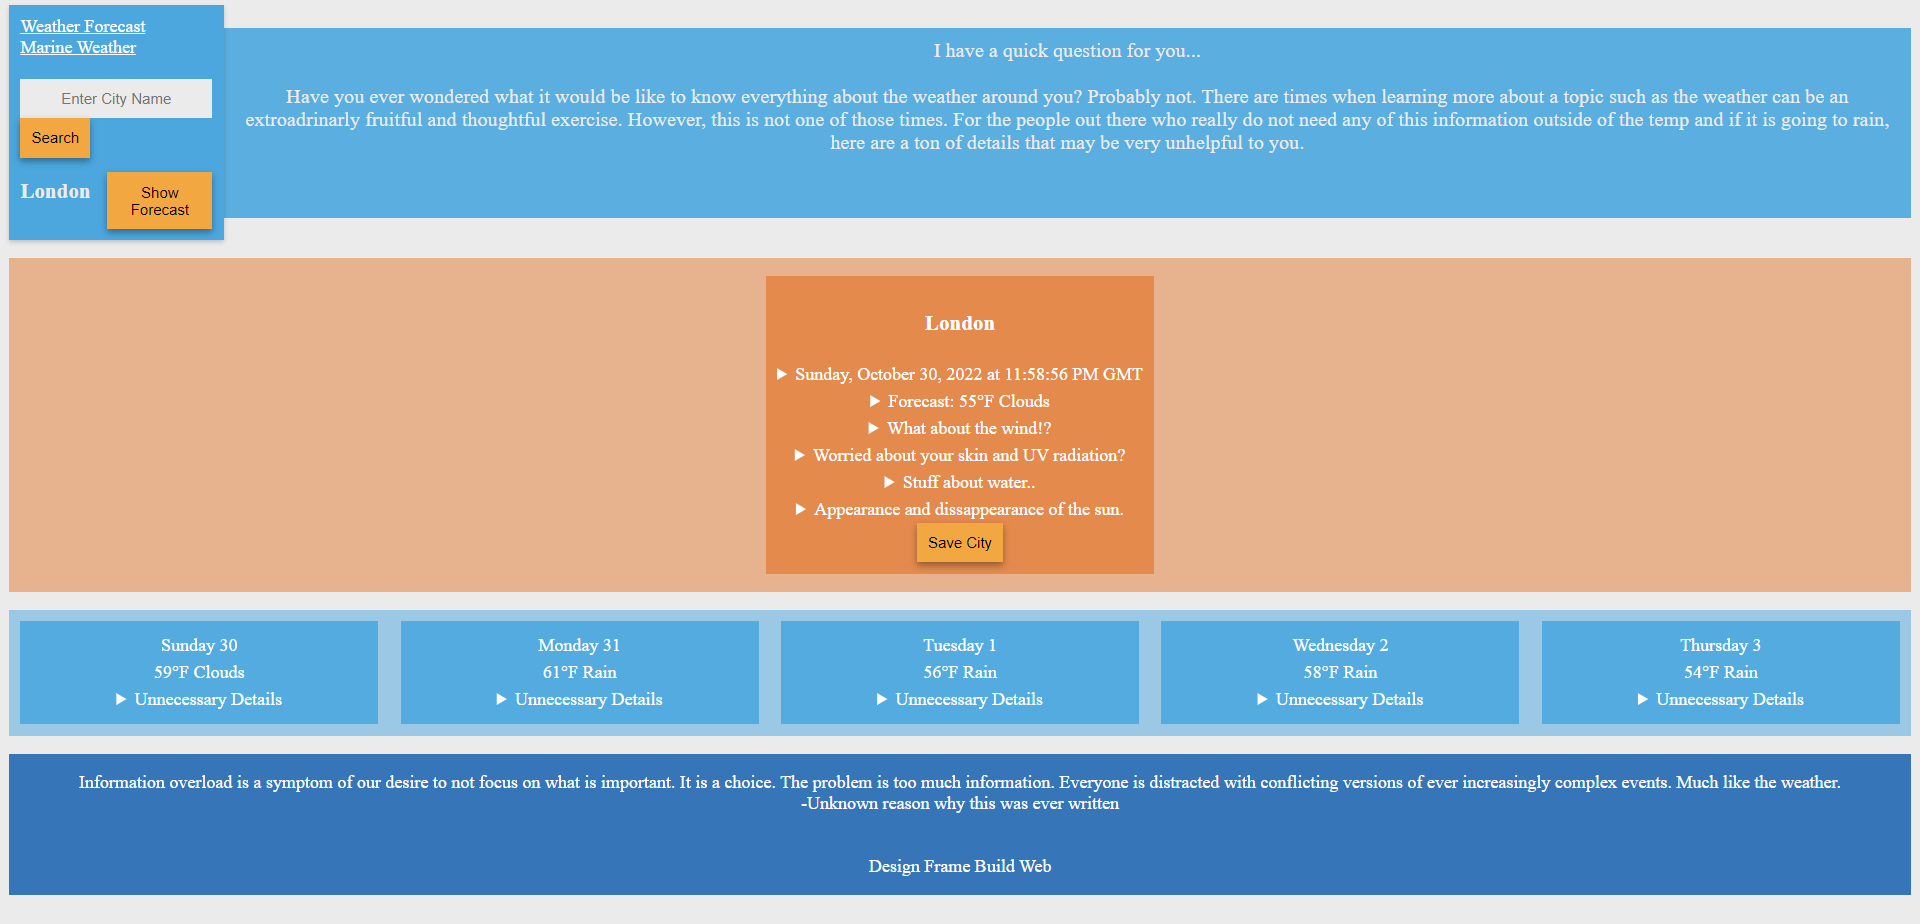 Weather Forecast
Marine Weather
Enter City Name
Search
London
Show
Forecast
I have a quick question for you...
Have you ever wondered what it would be like to know everything about the weather around you? Probably not. There are times when learning more about a topic such as the weather can be an
extroadrinarly fruitful and thoughtful exercise. However, this is not one of those times. For the people out there who really do not need any of this information outside of the temp and if it is going to rain,
here are a ton of details that may be very unhelpful to you.
London
▶ Sunday, October 30, 2022 at 11:58:56 PM GMT
▶ Forecast: 55°F Clouds
▶ What about the wind!?
▶ Worried about your skin and UV radiation?
▶ Stuff about water..
▶ Appearance and dissappearance of the sun.
Save City
Sunday 30
59°F Clouds
▶ Unnecessary Details
Monday 31
61°F Rain
▶ Unnecessary Details
Tuesday 1
56°F Rain
▶ Unnecessary Details
Wednesday 2
58°F Rain
▶ Unnecessary Details
Thursday 3
54°F Rain
▶ Unnecessary Details
Information overload is a symptom of our desire to not focus on what is important. It is a choice. The problem is too much information. Everyone is distracted with conflicting versions of ever increasingly complex events. Much like the weather.
-Unknown reason why this was ever written
Design Frame Build Web